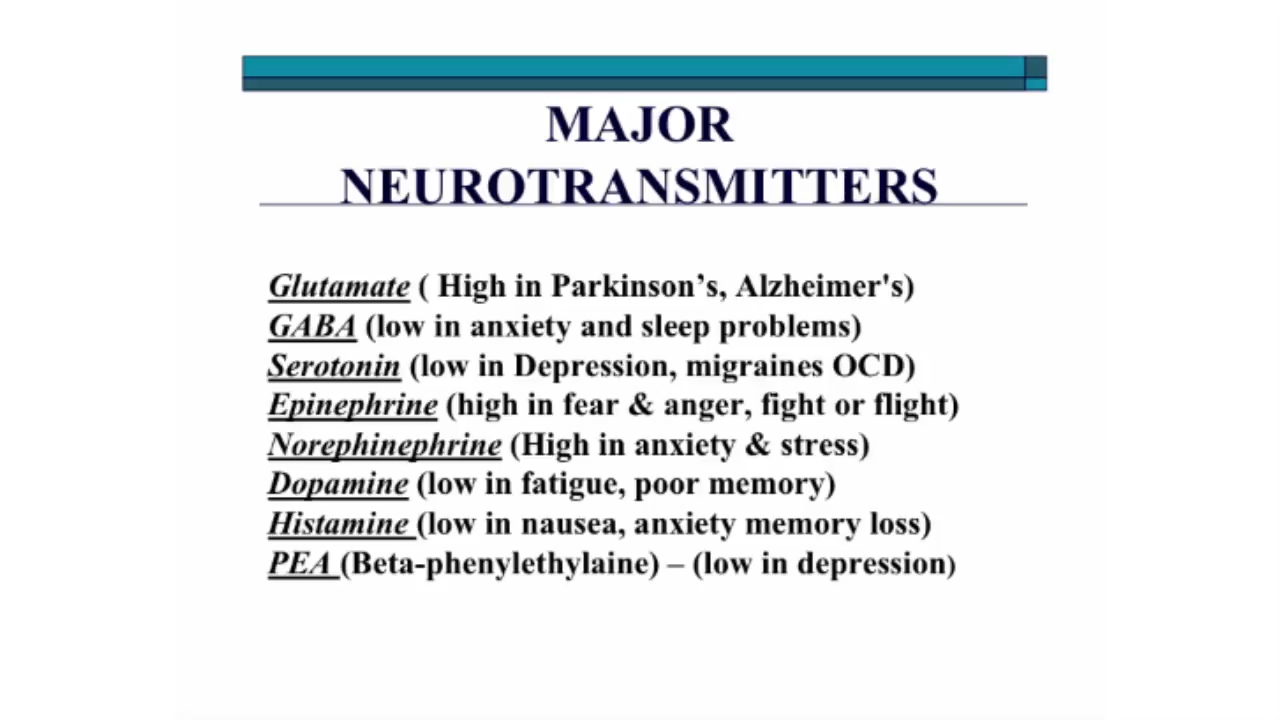 MAJOR
NEUROTRANSMITTERS
Glutamate ( High in Parkinson’s, Alzheimer's)
GABA (low in anxiety and sleep problems)
Serotonin (low in Depression, migraines OCD)
Epinephrine (high in fear & anger, fight or flight)
Norephinephrine (High in anxiety & stress)
Dopamine (low in fatigue, poor memory)
Histamine (low in nausea, anxiety memory loss)
PEA (Beta-phenylethylaine) – (low in depression)